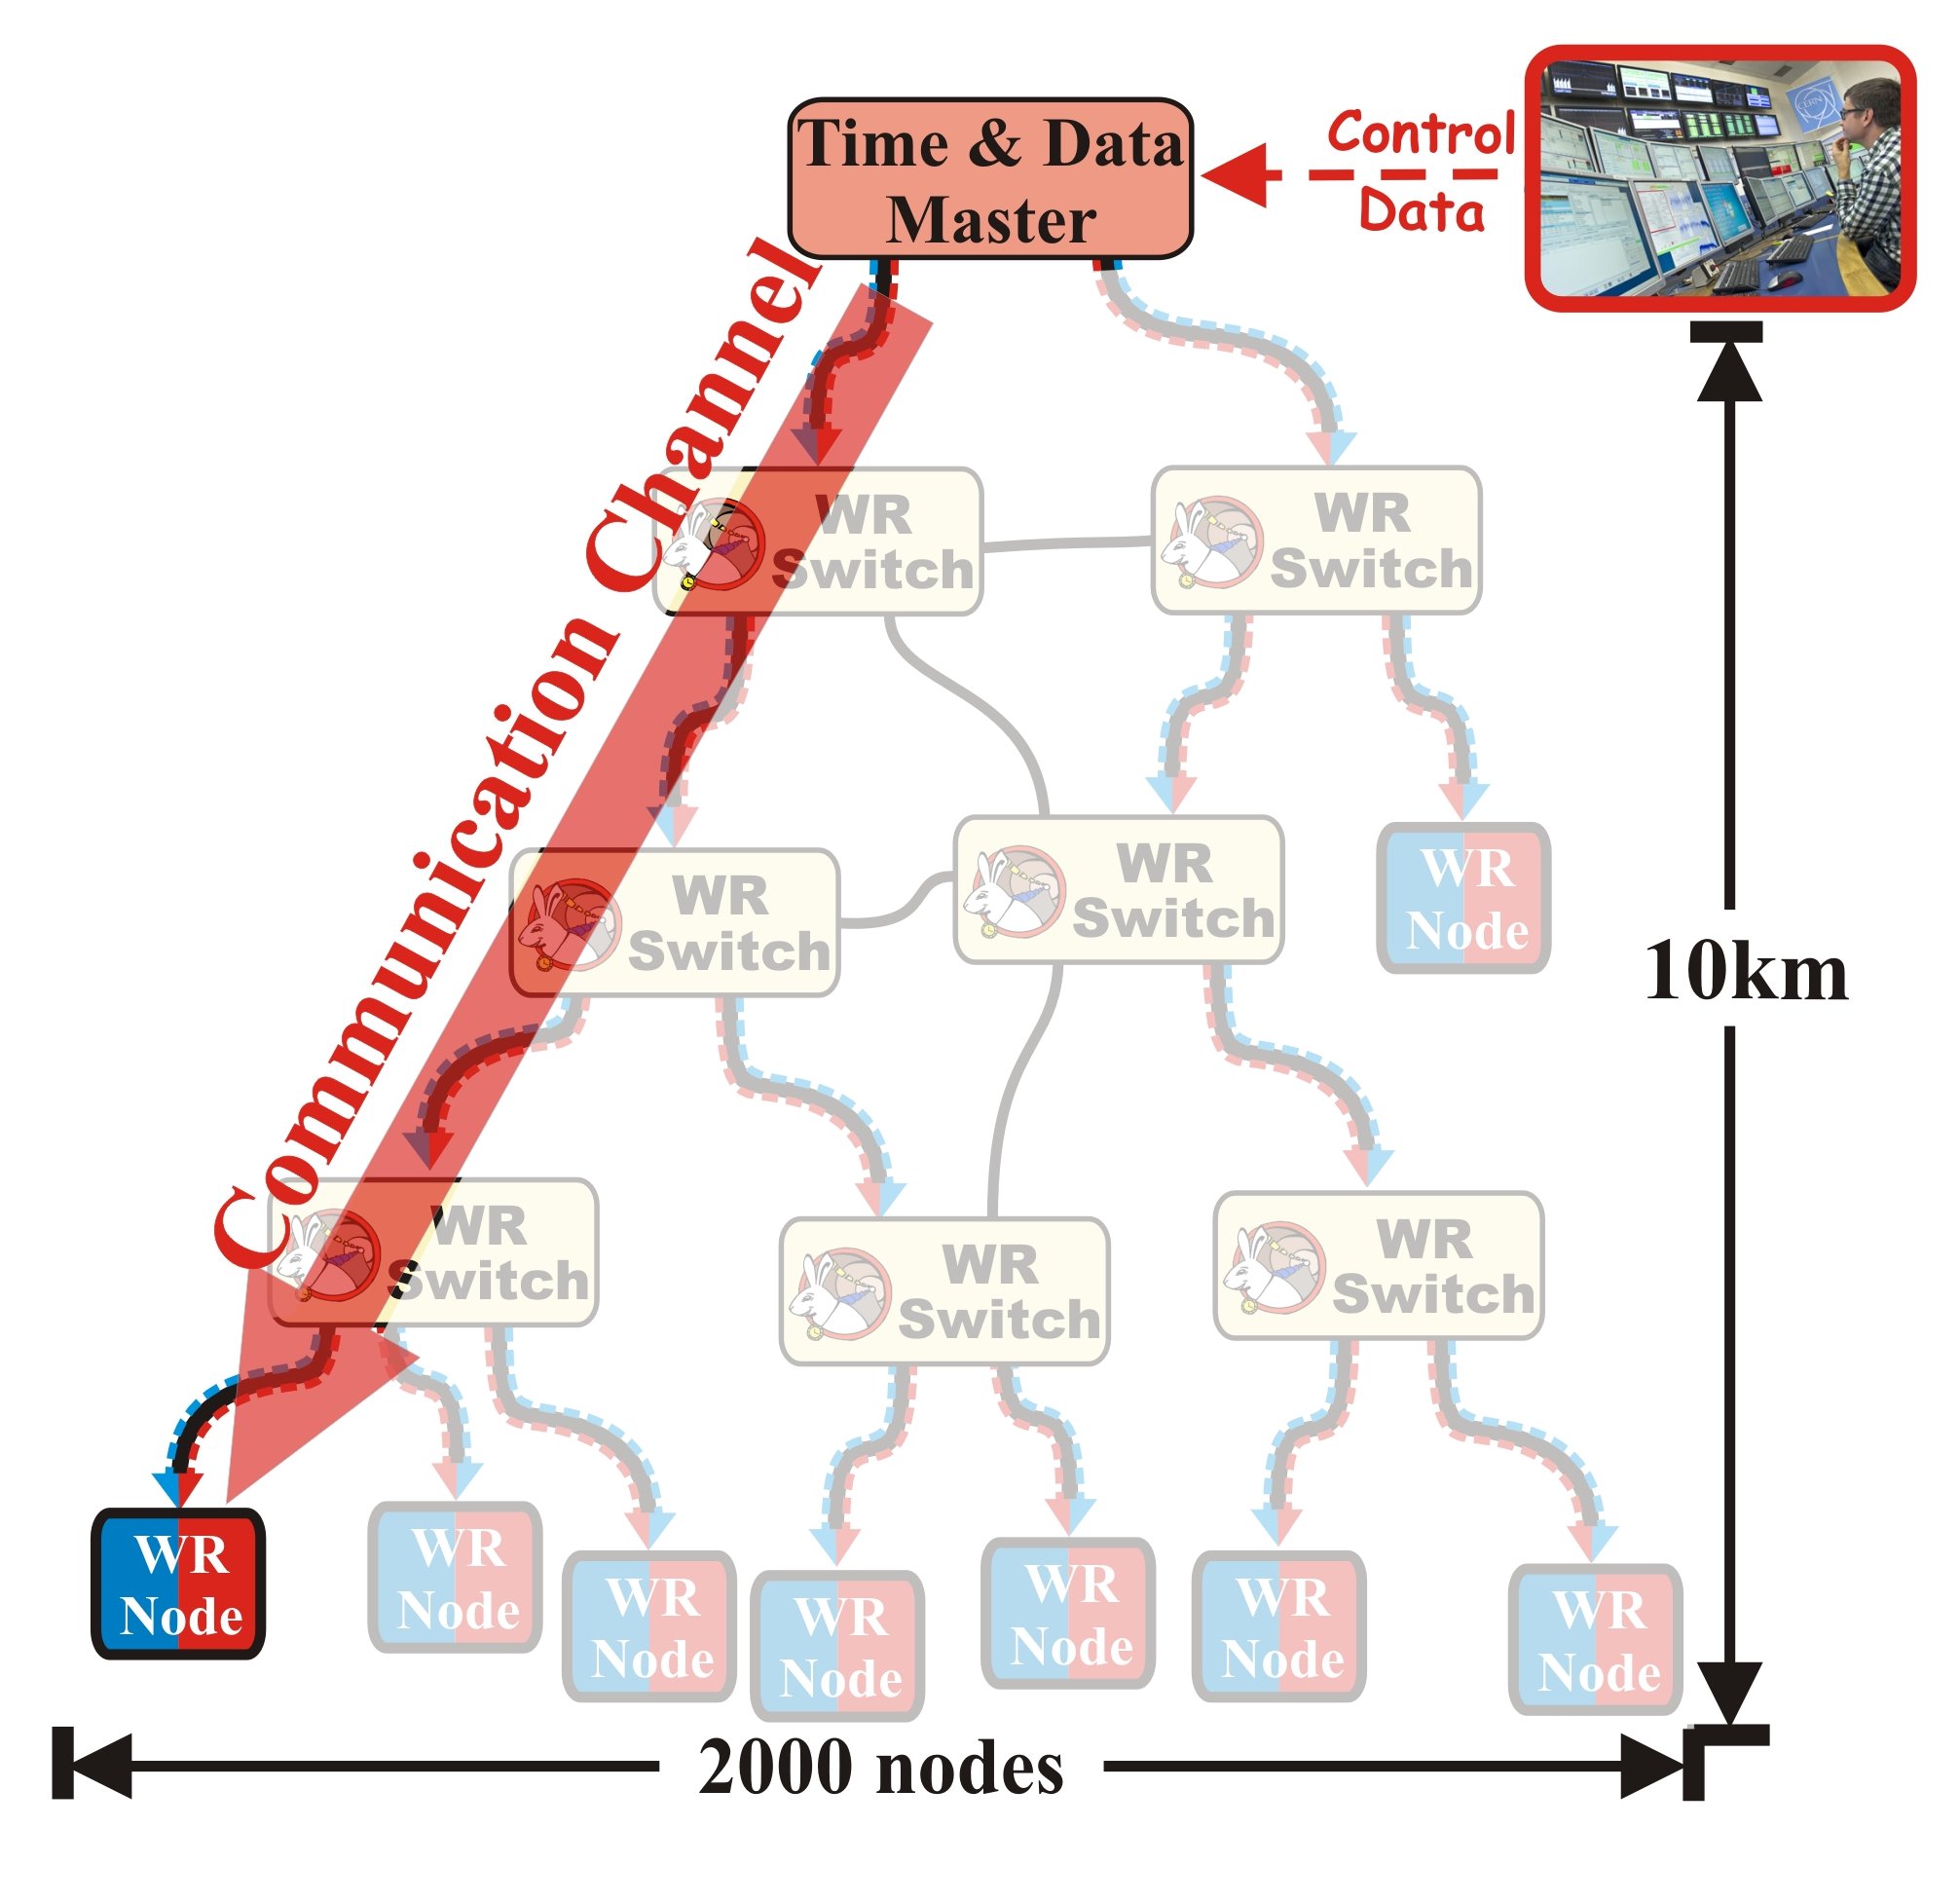 Time & Data
Master
Control
Data
CERN
Communication Channel
WR
Switch
WR
Switch
WR
Switch
WR
Switch
WR
Node
10km
WR
Switch
WR
Switch
WR
Switch
WR
Node
WR
Node
WR
Node
WR
Node
WR
Node
WR
Node
WR
Node
2000 nodes